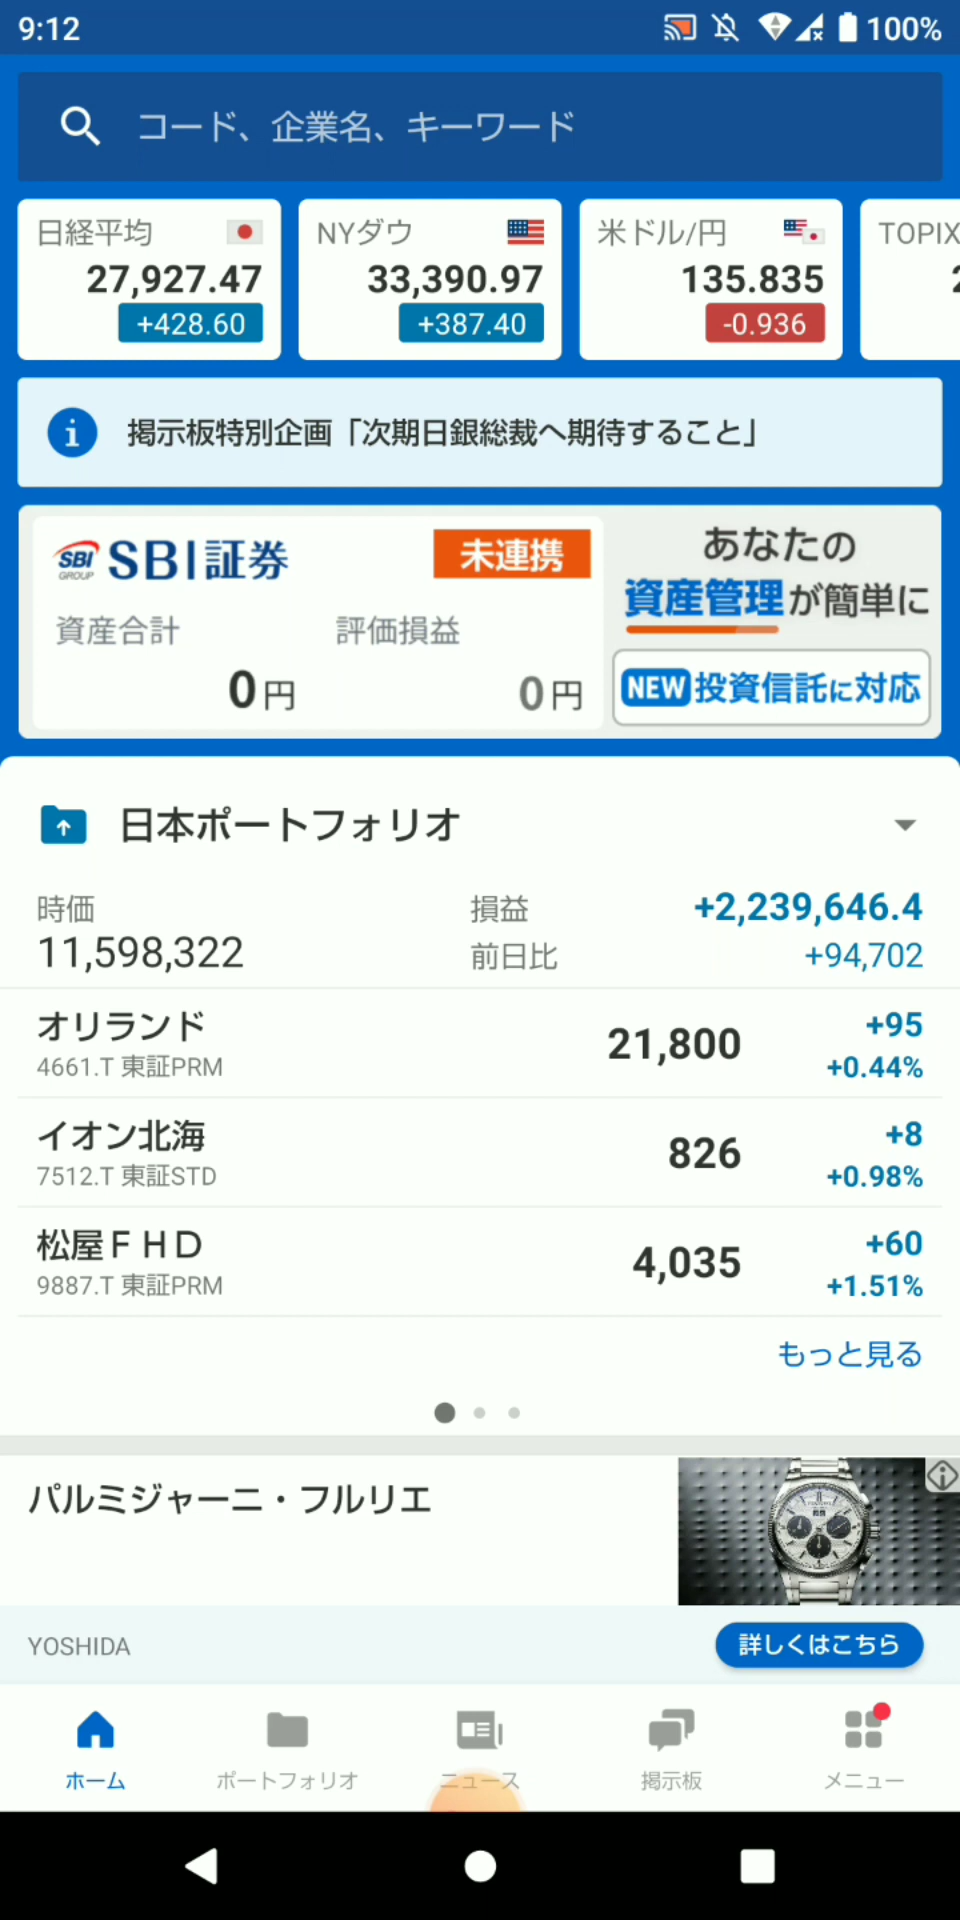 9:12
100%
コード、企業名、キーワード
日経平均
27,927.47
+428.60
NYダウ
33,390.97
+387.40
米ドル/円
135.835
-0.936
TOPIX
掲示板特別企画「次期日銀総裁へ期待すること」
SBI GROUP SBI証券
未連携
資産合計
0円
評価損益
0円
あなたの
資産管理が簡単に
NEW 投資信託に対応
日本ポートフォリオ
時価
11,598,322
損益
+2,239,646.4
前日比
+94,702
オリランド
4661.T 東証PRM
21,800
+95
+0.44%
イオン北海
7512.T 東証STD
826
+8
+0.98%
松屋ＦＨＤ
9887.T 東証PRM
4,035
+60
+1.51%
もっと見る
パルミジャーニ・フルリエ
YOSHIDA
詳しくはこちら
ホーム
ポートフォリオ
ニュース
掲示板
メニュー